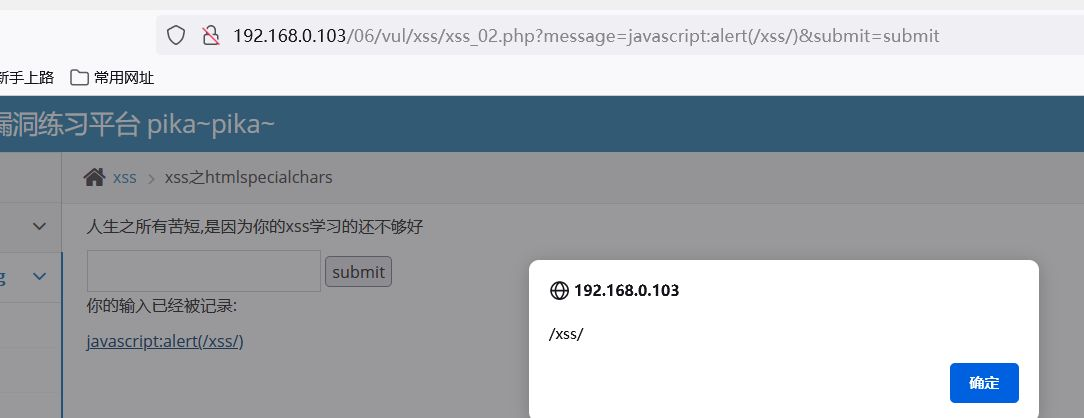 192.168.0.103/06/vul/xss/xss_02.php?message=javascript:alert(/xss/)&submit=submit
新手上路 常用网址
漏洞练习平台 pika~pika~
xss xss之htmlspecialchars
人生之所有苦短,是因为你的xss学习的还不够好
submit
g
你的输入已经被记录:
javascript:alert(/xss/)
192.168.0.103
/xss/
确定